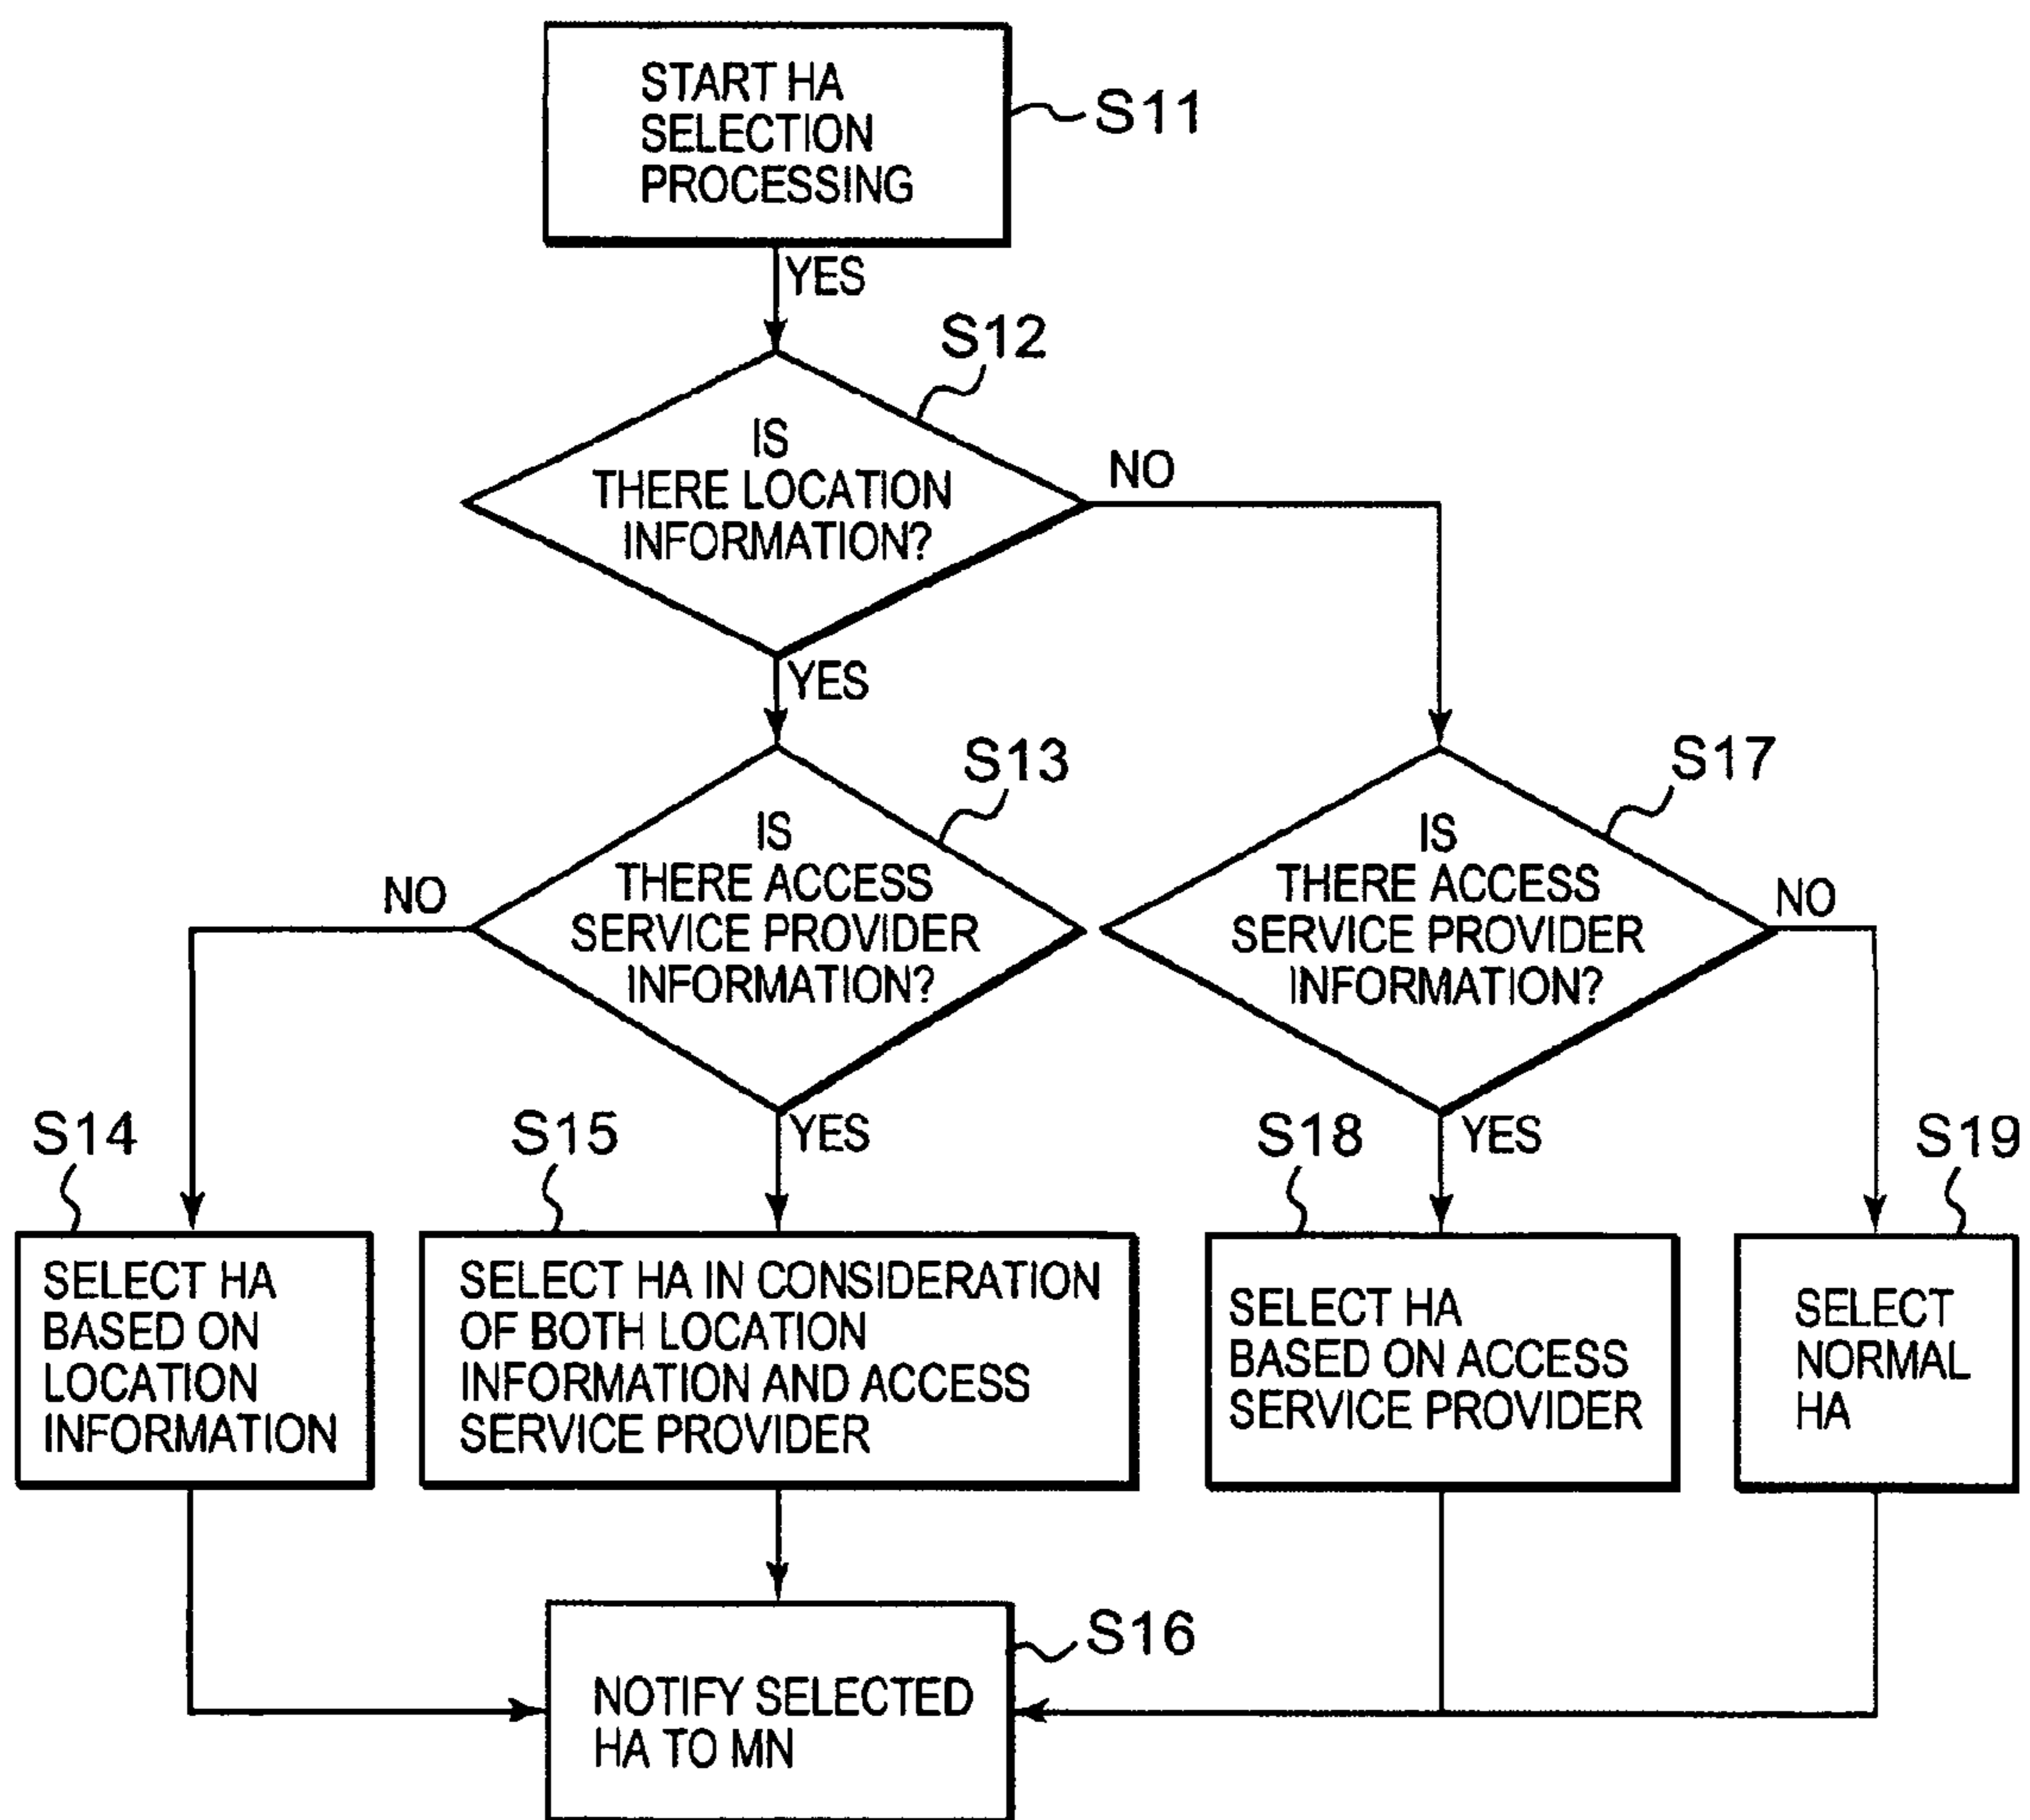 START HA
SELECTION
PROCESSING
S11
YES
S12
IS
THERE LOCATION
INFORMATION?
NO
YES
S13
IS
THERE ACCESS
SERVICE PROVIDER
INFORMATION?
NO
YES
S17
IS
THERE ACCESS
SERVICE PROVIDER
INFORMATION?
NO
YES
S14
SELECT HA
BASED ON
LOCATION
INFORMATION
S15
SELECT HA IN CONSIDERATION
OF BOTH LOCATION
INFORMATION AND ACCESS
SERVICE PROVIDER
S18
SELECT HA
BASED ON ACCESS
SERVICE PROVIDER
S19
SELECT
NORMAL
HA
S16
NOTIFY SELECTED
HA TO MN